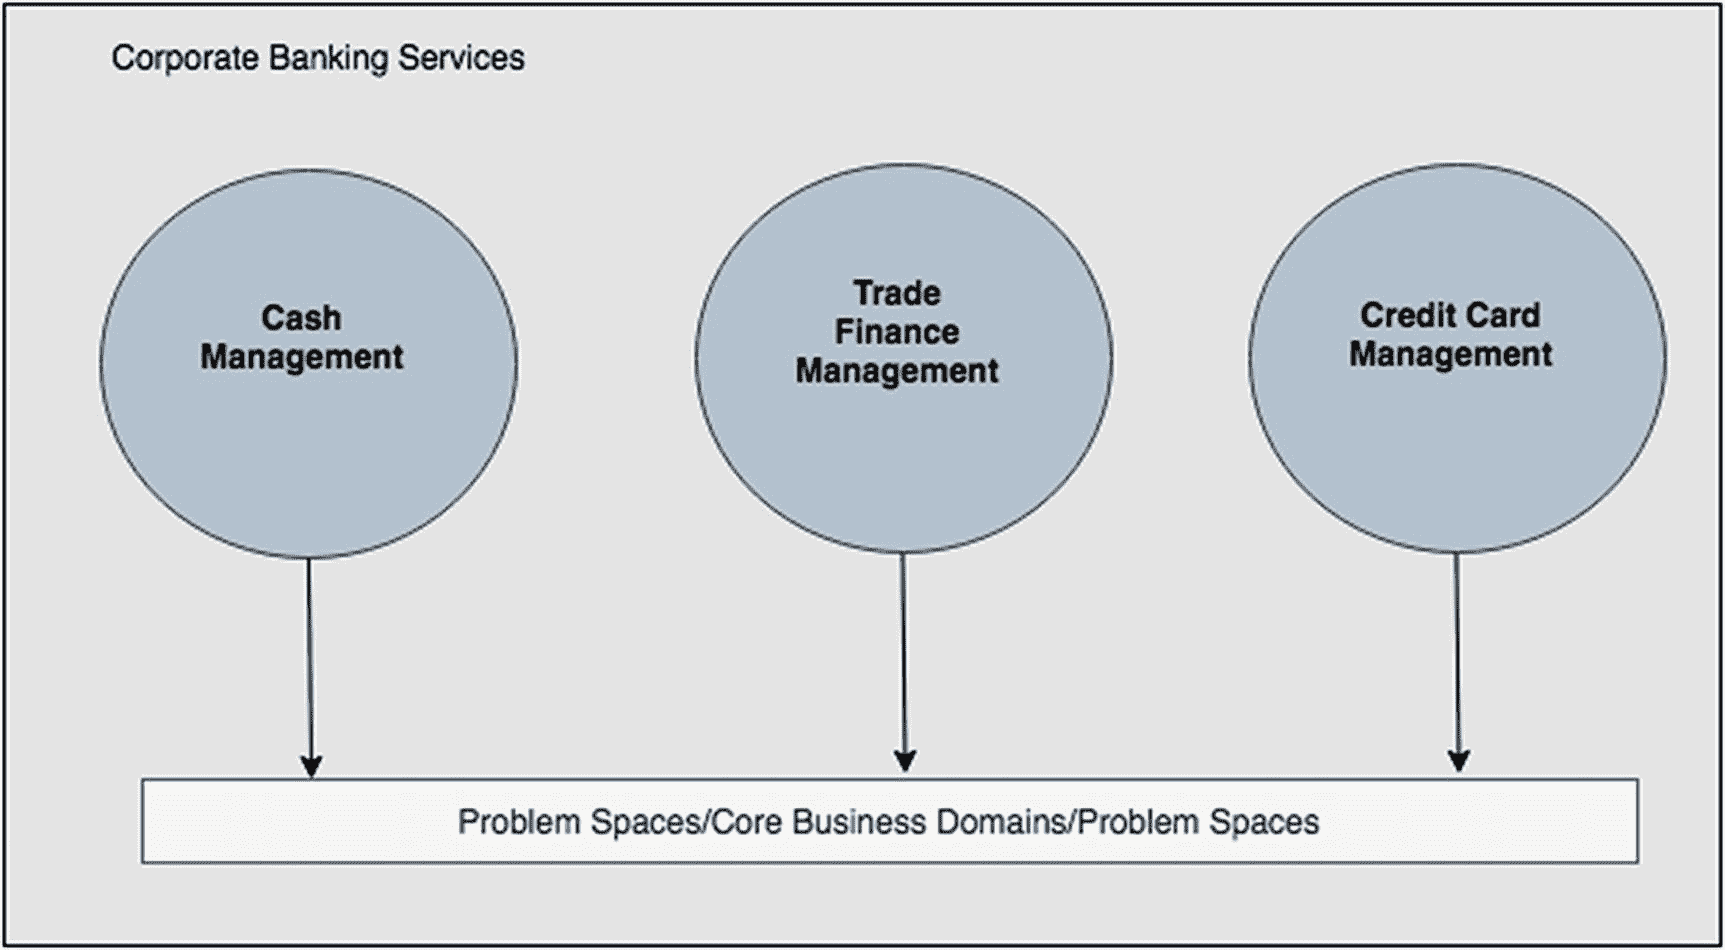 Corporate Banking Services
Cash
Management
Trade
Finance
Management
Credit Card
Management
Problem Spaces/Core Business Domains/Problem Spaces